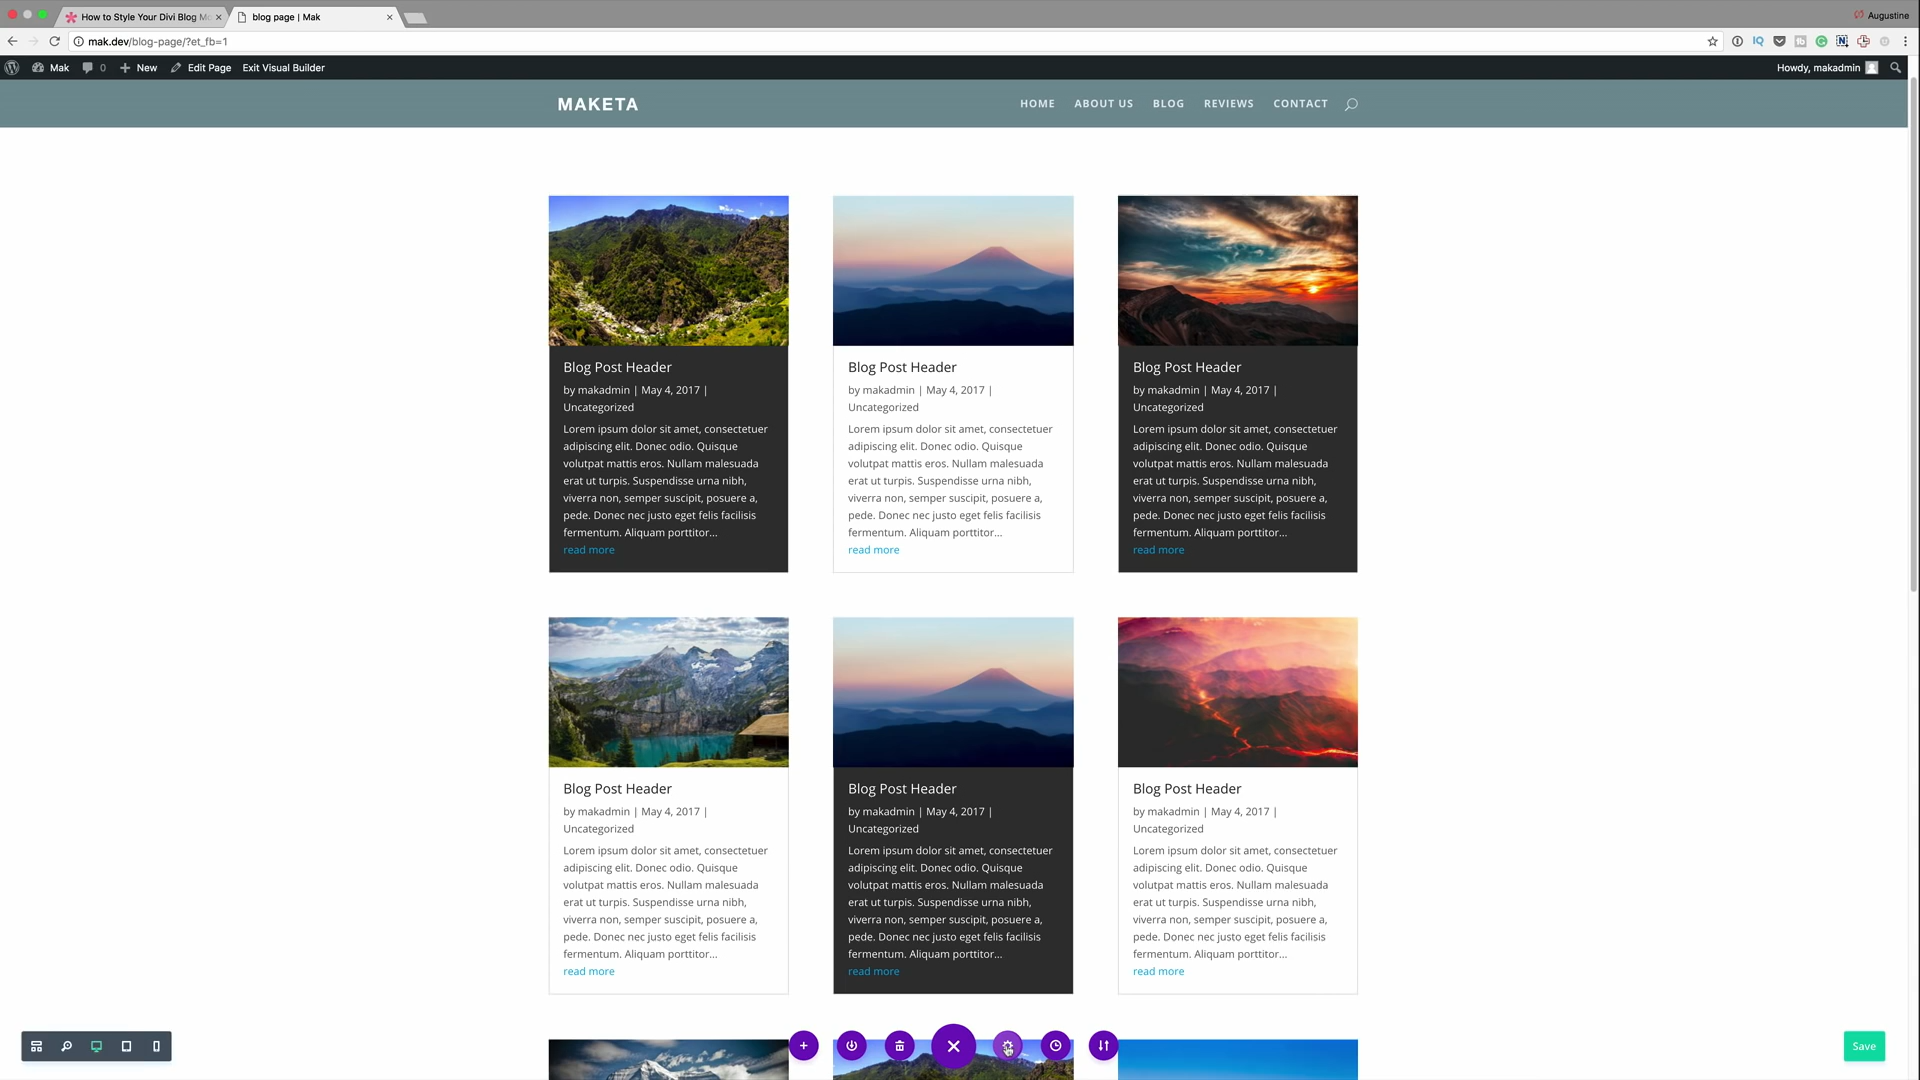 How to Style Your Divi Blog Mo
blog page | Mak
Augustine
mak.dev/blog-page/?et_fb=1
Mak 0 New Edit Page Exit Visual Builder
Howdy, makadmin
MAKETA
HOME ABOUT US BLOG REVIEWS CONTACT
Blog Post Header
by makadmin | May 4, 2017 |
Uncategorized
Lorem ipsum dolor sit amet, consectetuer
adipiscing elit. Donec odio. Quisque
volutpat mattis eros. Nullam malesuada
erat ut turpis. Suspendisse urna nibh,
viverra non, semper suscipit, posuere a,
pede. Donec nec justo eget felis facilisis
fermentum. Aliquam porttitor...
read more
Blog Post Header
by makadmin | May 4, 2017 |
Uncategorized
Lorem ipsum dolor sit amet, consectetuer
adipiscing elit. Donec odio. Quisque
volutpat mattis eros. Nullam malesuada
erat ut turpis. Suspendisse urna nibh,
viverra non, semper suscipit, posuere a,
pede. Donec nec justo eget felis facilisis
fermentum. Aliquam porttitor...
read more
Blog Post Header
by makadmin | May 4, 2017 |
Uncategorized
Lorem ipsum dolor sit amet, consectetuer
adipiscing elit. Donec odio. Quisque
volutpat mattis eros. Nullam malesuada
erat ut turpis. Suspendisse urna nibh,
viverra non, semper suscipit, posuere a,
pede. Donec nec justo eget felis facilisis
fermentum. Aliquam porttitor...
read more
Blog Post Header
by makadmin | May 4, 2017 |
Uncategorized
Lorem ipsum dolor sit amet, consectetuer
adipiscing elit. Donec odio. Quisque
volutpat mattis eros. Nullam malesuada
erat ut turpis. Suspendisse urna nibh,
viverra non, semper suscipit, posuere a,
pede. Donec nec justo eget felis facilisis
fermentum. Aliquam porttitor...
read more
Blog Post Header
by makadmin | May 4, 2017 |
Uncategorized
Lorem ipsum dolor sit amet, consectetuer
adipiscing elit. Donec odio. Quisque
volutpat mattis eros. Nullam malesuada
erat ut turpis. Suspendisse urna nibh,
viverra non, semper suscipit, posuere a,
pede. Donec nec justo eget felis facilisis
fermentum. Aliquam porttitor...
read more
Blog Post Header
by makadmin | May 4, 2017 |
Uncategorized
Lorem ipsum dolor sit amet, consectetuer
adipiscing elit. Donec odio. Quisque
volutpat mattis eros. Nullam malesuada
erat ut turpis. Suspendisse urna nibh,
viverra non, semper suscipit, posuere a,
pede. Donec nec justo eget felis facilisis
fermentum. Aliquam porttitor...
read more
Save